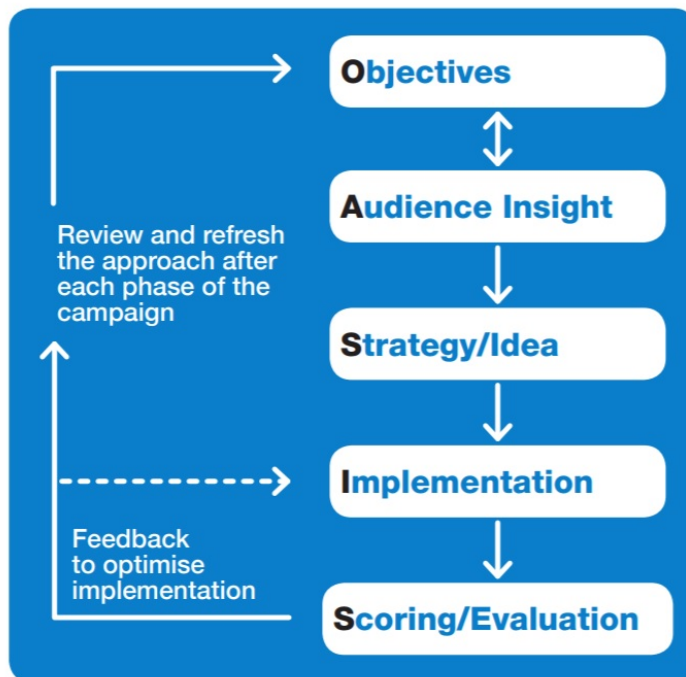 Objectives
Audience Insight
Review and refresh
the approach after
each phase of the
campaign
Strategy/Idea
Implementation
Feedback
to optimise
implementation
Scoring/Evaluation